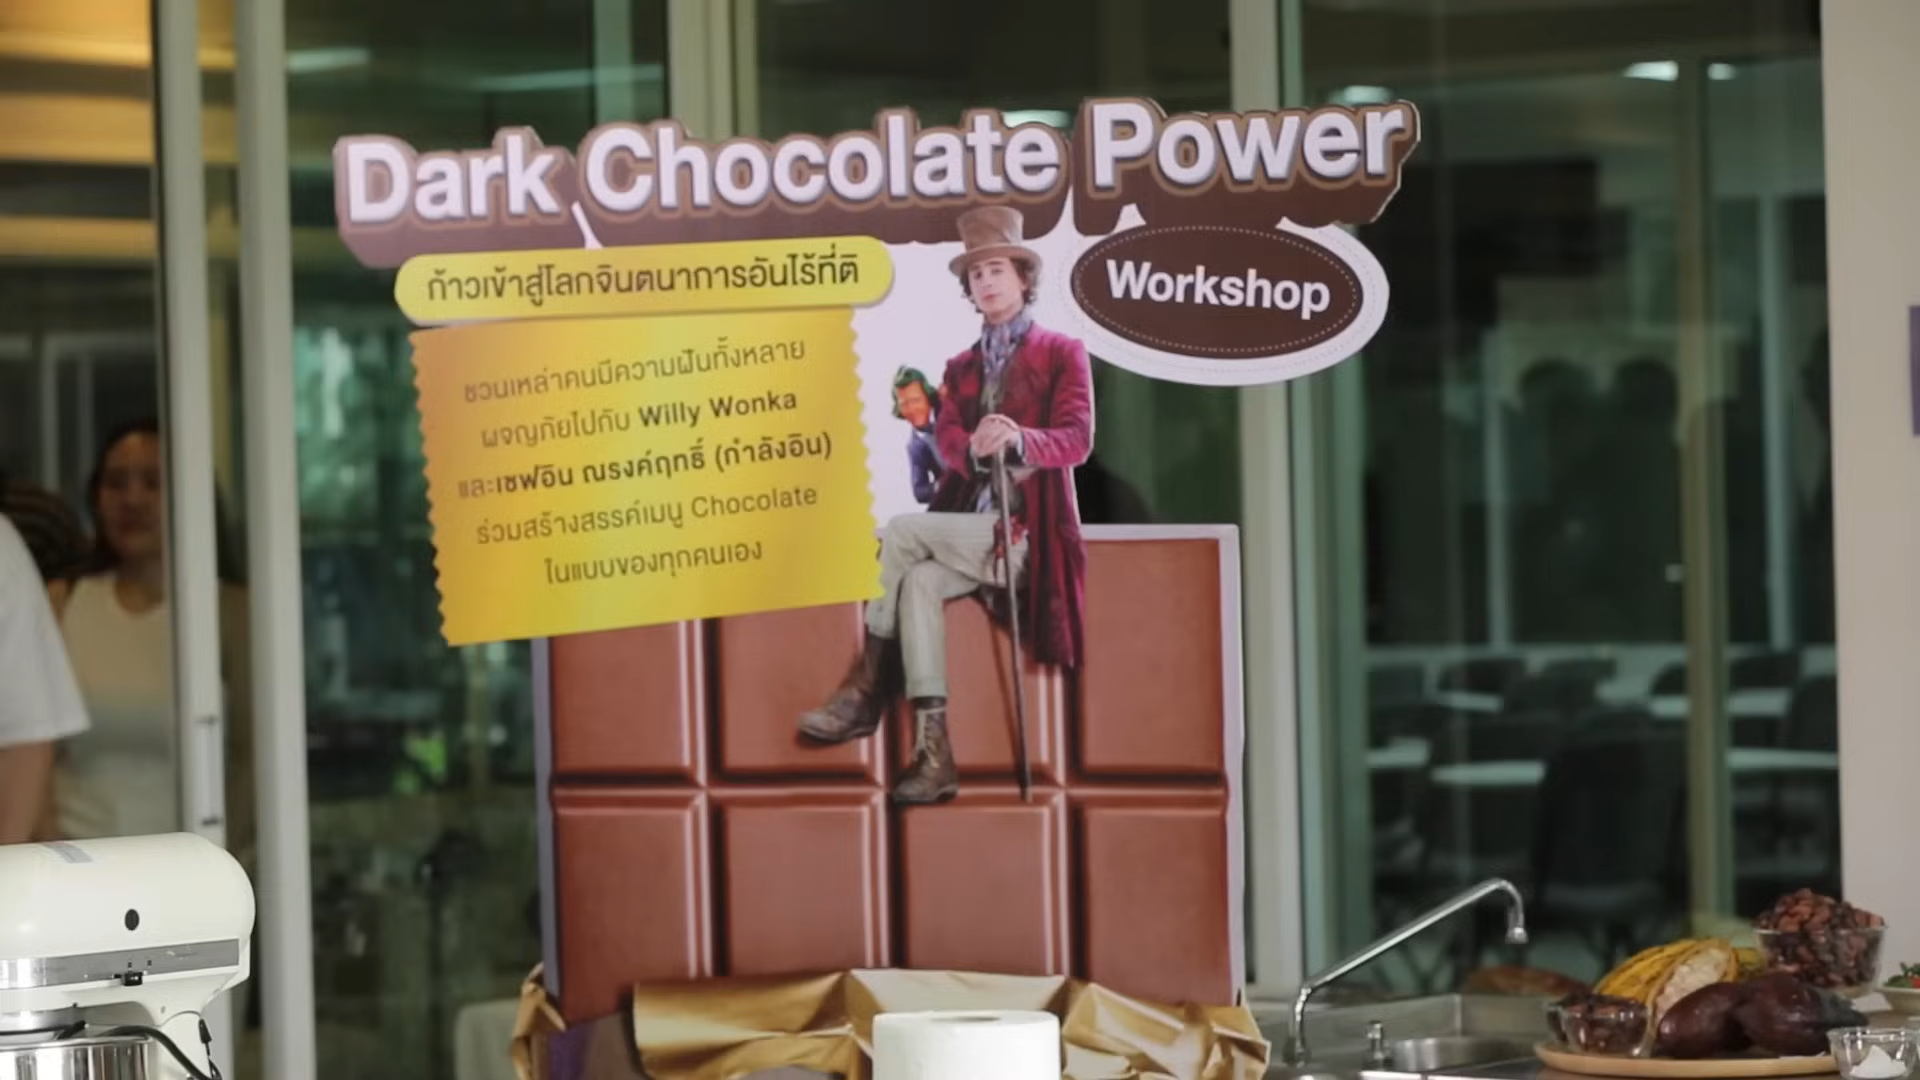 Dark Chocolate Power
Workshop
ก้าวเข้าสู่โลกจินตนาการอันไร้ที่ติ
ชวนเหล่าคนมีความฝันทั้งหลาย
ผจญภัยไปกับ Willy Wonka
และเชฟอิน ณรงค์ฤทธิ์ (กำลังอิน)
ร่วมสร้างสรรค์เมนู Chocolate
ในแบบของทุกคนเอง